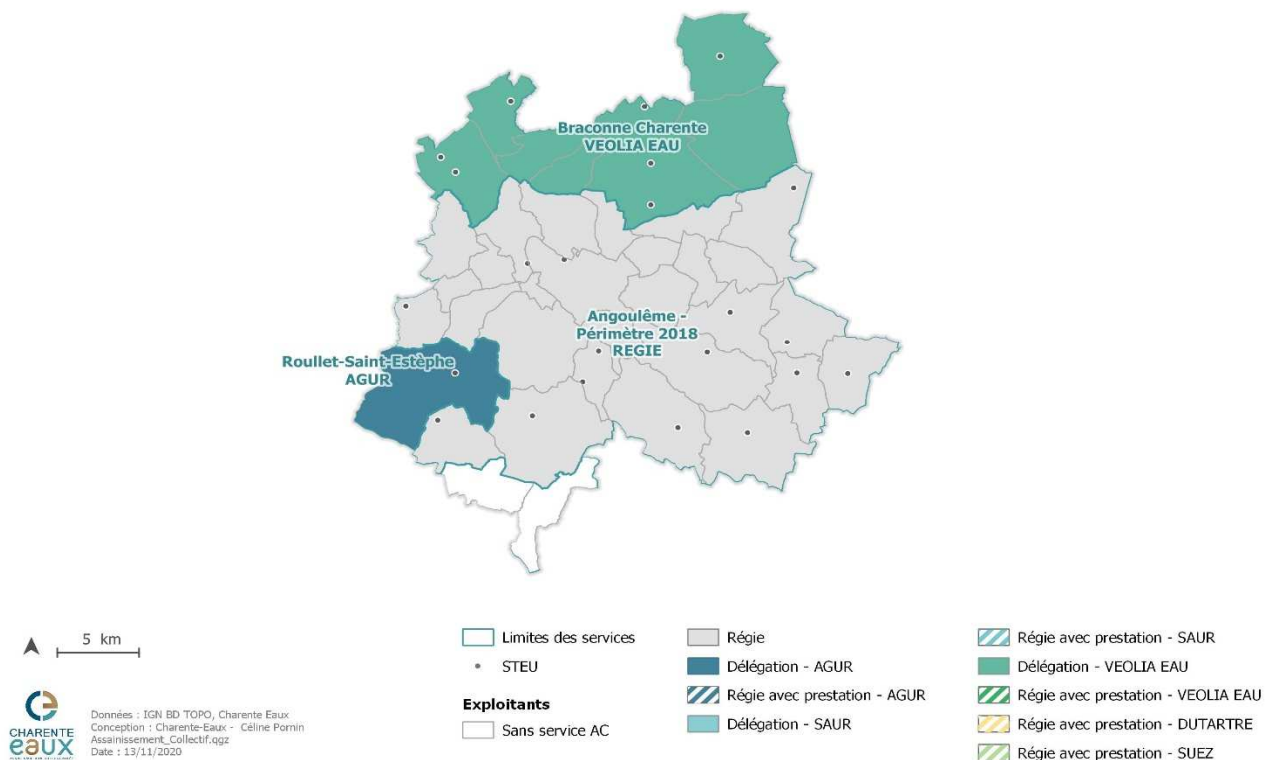 Braconne Charente
VEOLIA EAU
Angoulême -
Périmètre 2018
REGIE
Roullet-Saint-Estèphe
AGUR
5 km
Limites des services
STEU
Exploitants
Sans service AC
Régie
Délégation - AGUR
Régie avec prestation - AGUR
Délégation - SAUR
Régie avec prestation - SAUR
Délégation - VEOLIA EAU
Régie avec prestation - VEOLIA EAU
Régie avec prestation - DUTARTRE
Régie avec prestation - SUEZ
CHARENTE
eaux
Données : IGN BD TOPO, Charente Eaux
Conception : Charente-Eaux - Céline Pornin
Assainissement_Collectif.qgz
Date : 13/11/2020